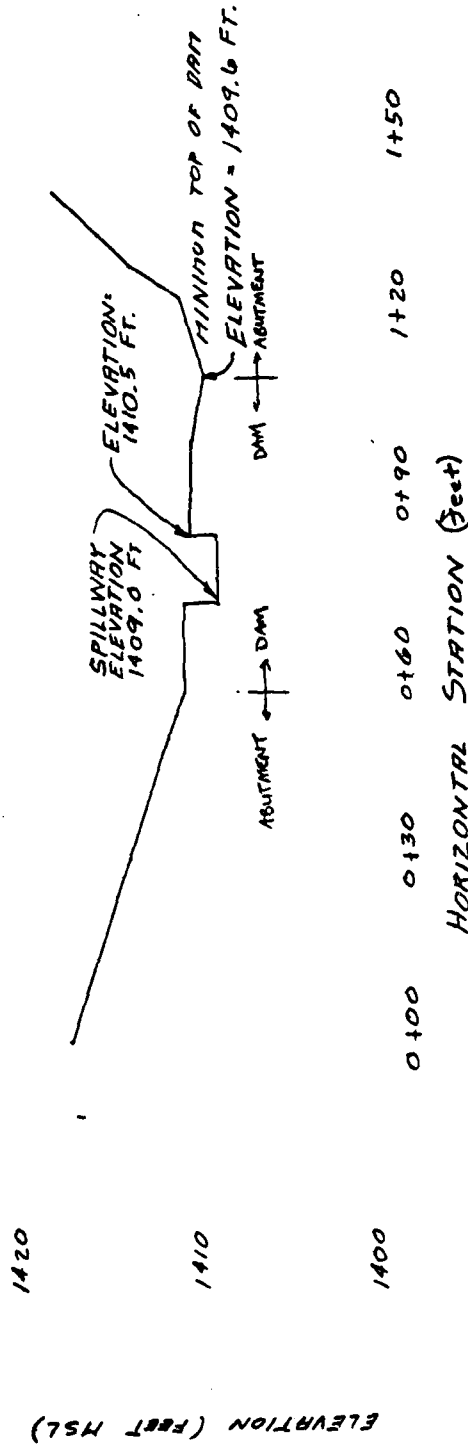 SPILLWAY
ELEVATION
1409.0 FT
ELEVATION=
1410.5 FT.
MINIMUM TOP OF DAM
ELEVATION = 1409.6 FT.
ABUTMENT
DAM
DAM
ABUTMENT
1420
1410
1400
ELEVATION (FEET MSL)
0+00
0+30
0+60
0+90
1+20
1+50
HORIZONTAL STATION (feet)